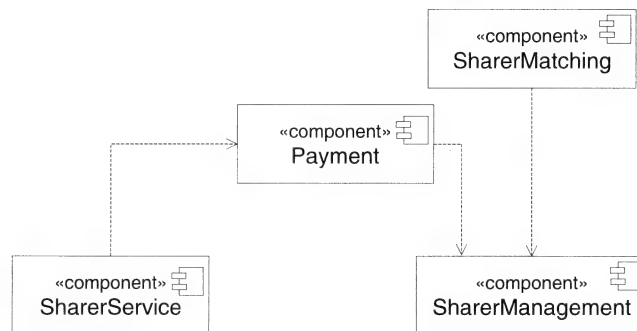 «component»
SharerMatching
«component»
Payment
«component»
SharerService
«component»
SharerManagement